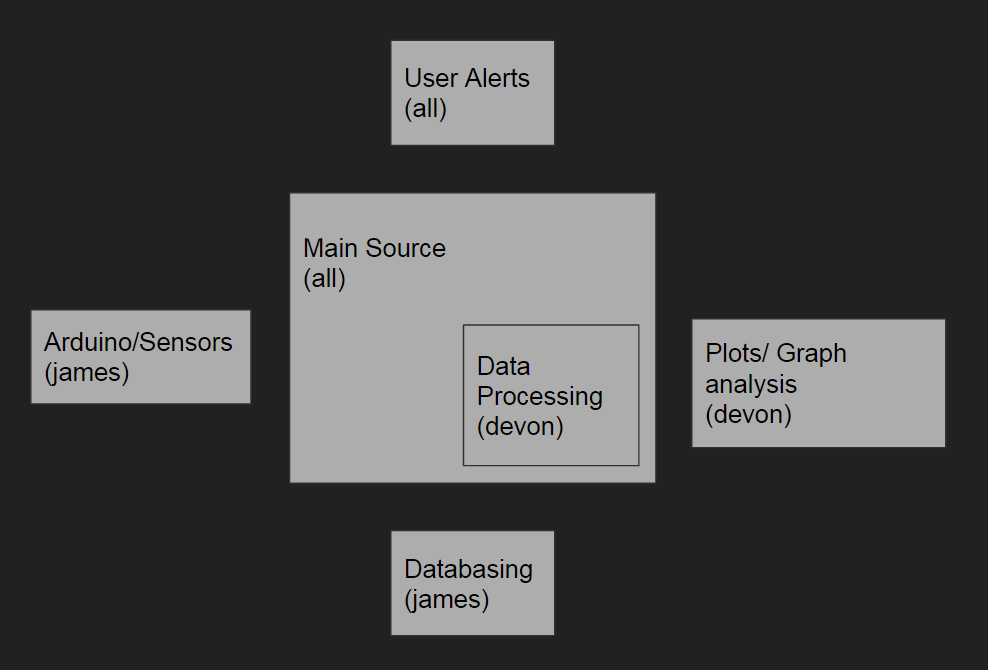 User Alerts
(all)
Main Source
(all)
Arduino/Sensors
(james)
Data
Processing
(devon)
Plots/ Graph
analysis
(devon)
Databasing
(james)